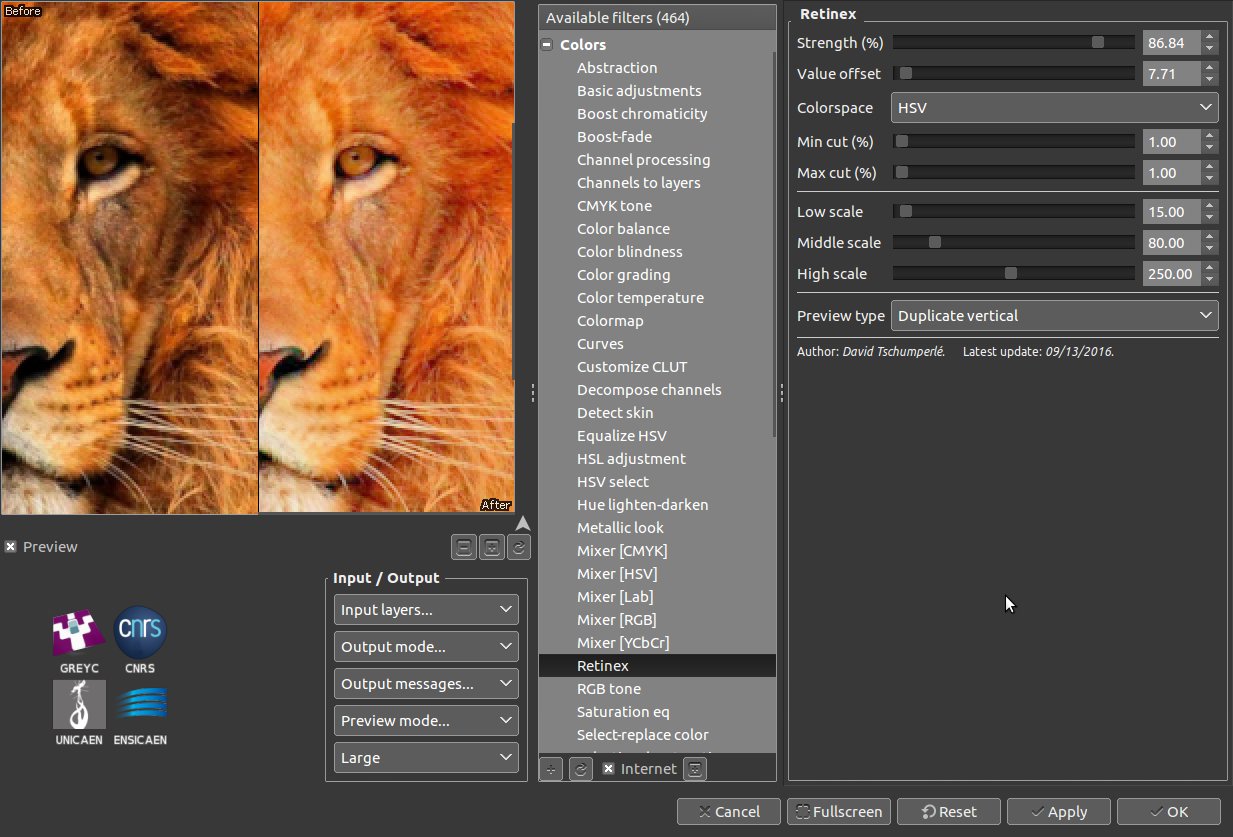 Before
After
Preview
GREYC
CNRS
cnrs
UNICAEN
ENSICAEN
Input / Output
Input layers...
Output mode...
Output messages...
Preview mode...
Large
Available filters (464)
Colors
Abstraction
Basic adjustments
Boost chromaticity
Boost-fade
Channel processing
Channels to layers
CMYK tone
Color balance
Color blindness
Color grading
Color temperature
Colormap
Curves
Customize CLUT
Decompose channels
Detect skin
Equalize HSV
HSL adjustment
HSV select
Hue lighten-darken
Metallic look
Mixer [CMYK]
Mixer [HSV]
Mixer [Lab]
Mixer [RGB]
Mixer [YCbCr]
Retinex
RGB tone
Saturation eq
Select-replace color
Internet
Retinex
Strength (%) 86.84
Value offset 7.71
Colorspace HSV
Min cut (%) 1.00
Max cut (%) 1.00
Low scale 15.00
Middle scale 80.00
High scale 250.00
Preview type Duplicate vertical
Author: David Tschumperlé. Latest update: 09/13/2016.
Cancel Fullscreen Reset Apply OK